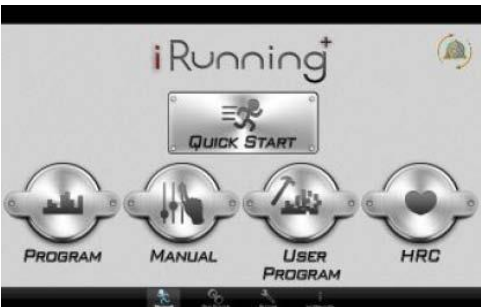 iRunning+
QUICK START
PROGRAM
MANUAL
USER
PROGRAM
HRC